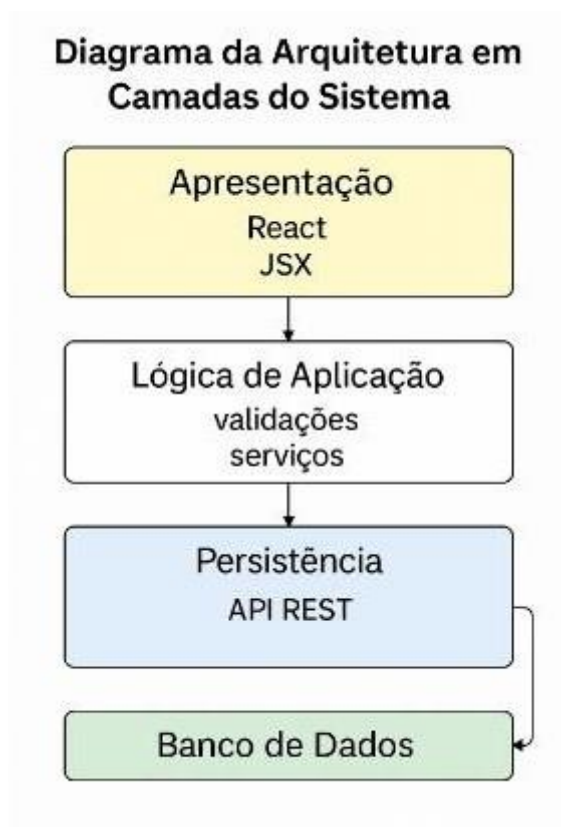 Diagrama da Arquitetura em
Camadas do Sistema
Apresentação
React
JSX
Lógica de Aplicação
validações
serviços
Persistência
API REST
Banco de Dados